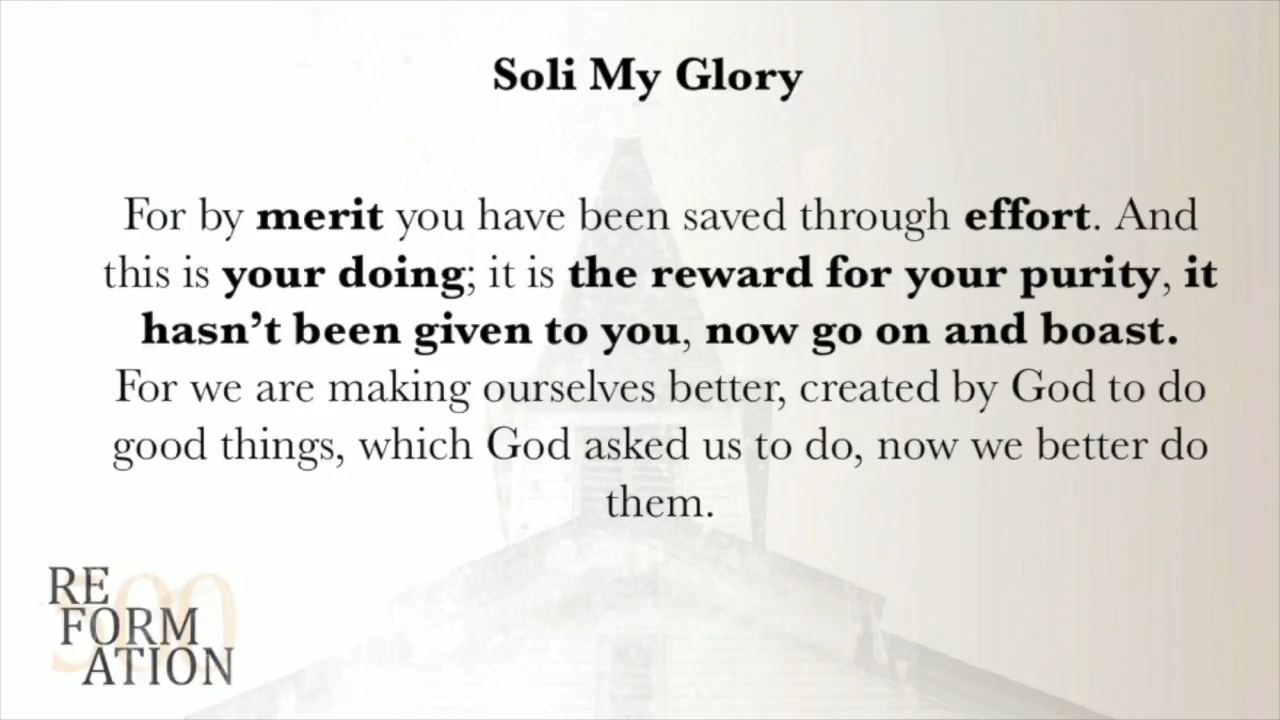 Soli My Glory
For by merit you have been saved through effort. And
this is your doing; it is the reward for your purity, it
hasn’t been given to you, now go on and boast.
For we are making ourselves better, created by God to do
good things, which God asked us to do, now we better do
them.
500
RE
FORM
ATION